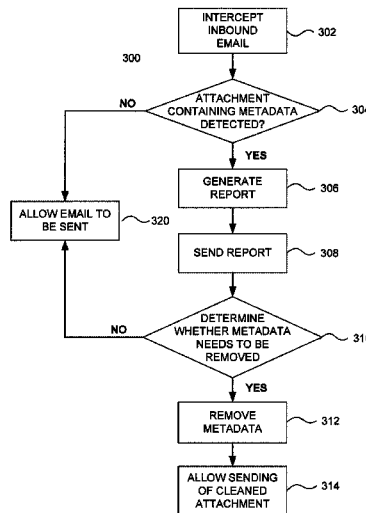 INTERCEPT
INBOUND
EMAIL
302
300
NO
ATTACHMENT
CONTAINING METADATA
DETECTED?
304
YES
GENERATE
REPORT
306
ALLOW EMAIL TO
BE SENT
320
SEND REPORT
308
NO
DETERMINE
WHETHER METADATA
NEEDS TO BE
REMOVED
YES
REMOVE
METADATA
312
ALLOW SENDING
OF CLEANED
ATTACHMENT
314